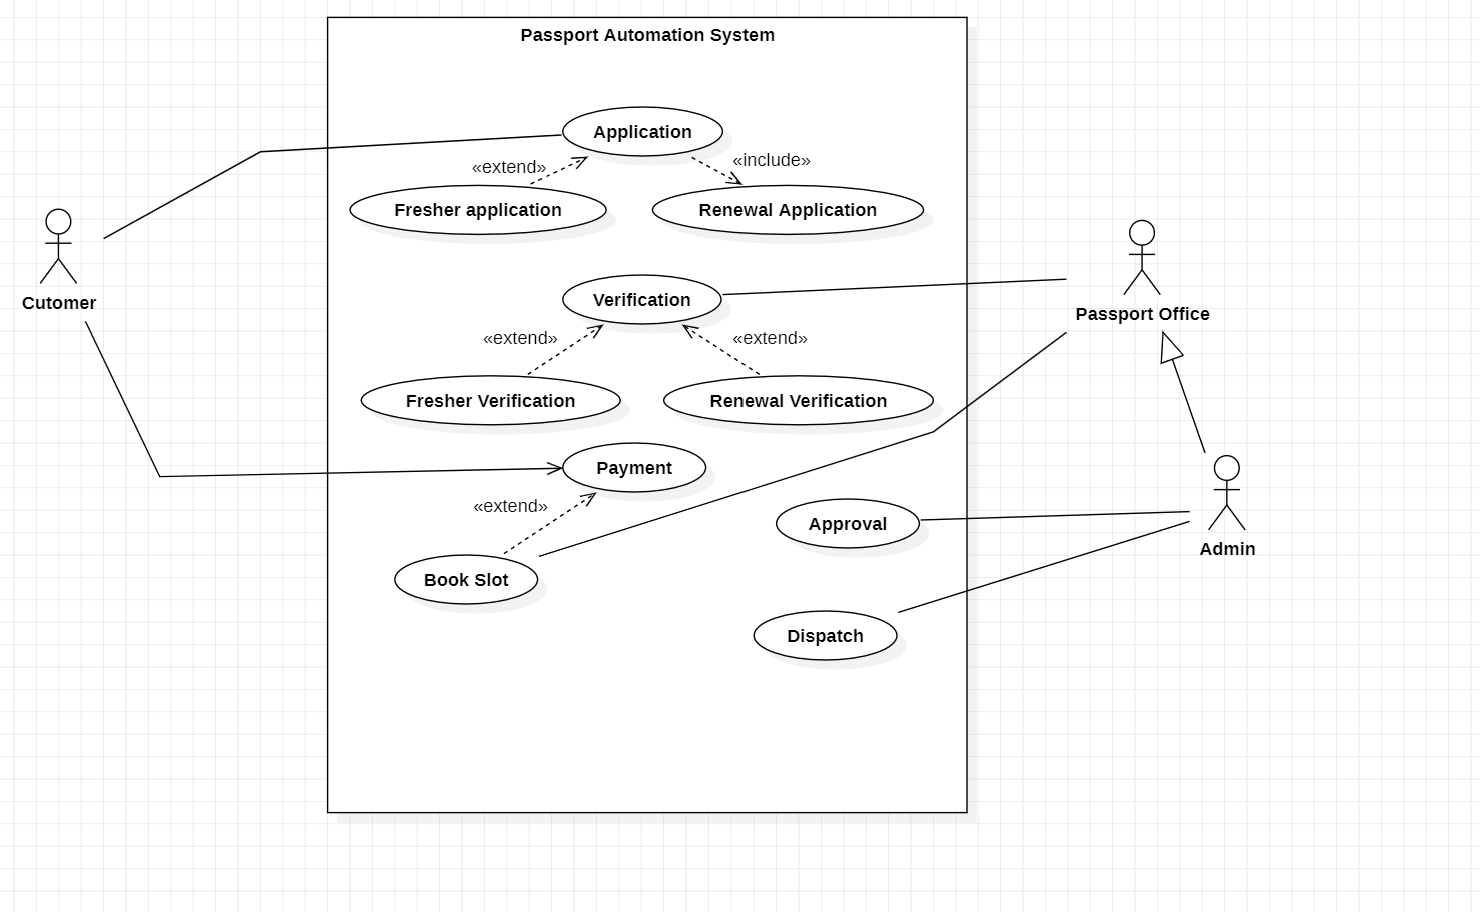 Passport Automation System
Application
«extend»
«include»
Fresher application
Renewal Application
Cutomer
Verification
Passport Office
«extend»
«extend»
Fresher Verification
Renewal Verification
Payment
«extend»
Approval
Admin
Book Slot
Dispatch